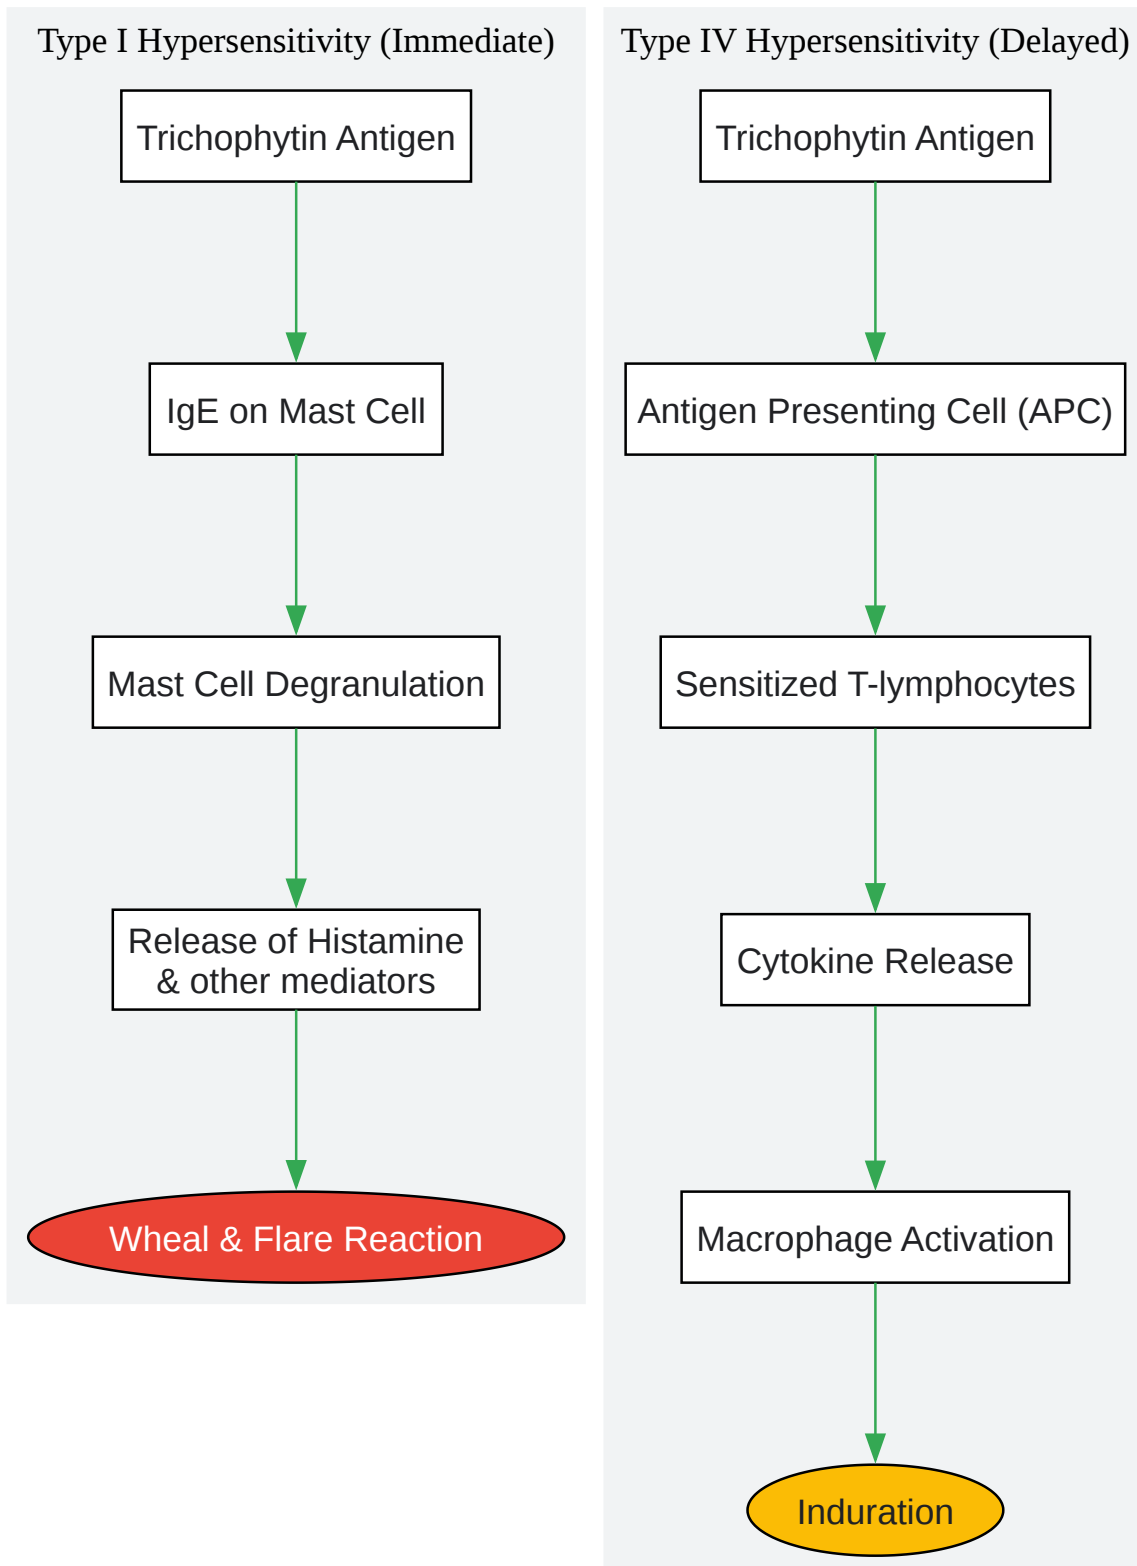 Type I Hypersensitivity (Immediate)
Trichophytin Antigen
IgE on Mast Cell
Mast Cell Degranulation
Release of Histamine
& other mediators
Wheal & Flare Reaction
Type IV Hypersensitivity (Delayed)
Trichophytin Antigen
Antigen Presenting Cell (APC)
Sensitized T-lymphocytes
Cytokine Release
Macrophage Activation
Induration